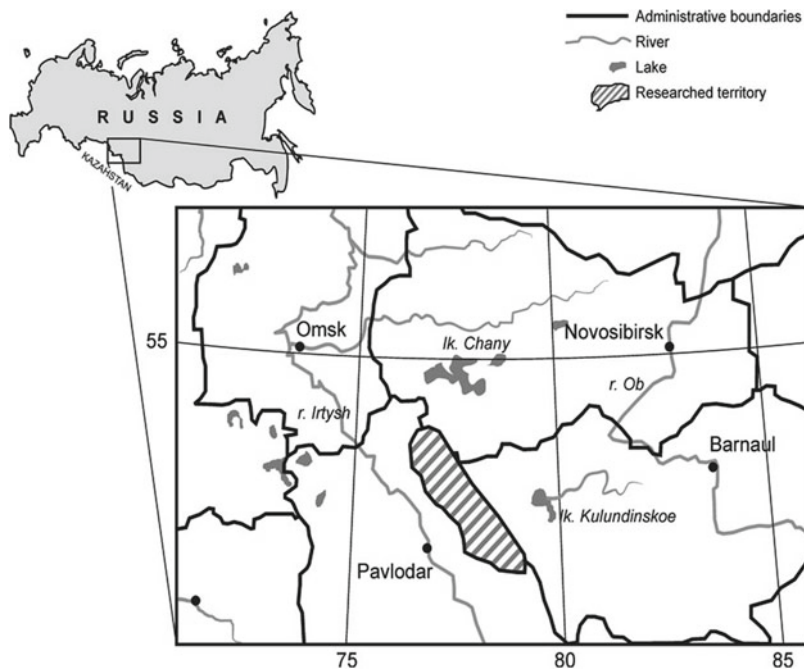 Administrative boundaries
River
Lake
Researched territory
RUSSIA
KAZAHSTAN
55
Omsk
lk. Chany
Novosibirsk
r. Irtysh
r. Ob
Barnaul
lk. Kulundinskoe
Pavlodar
75
80
85